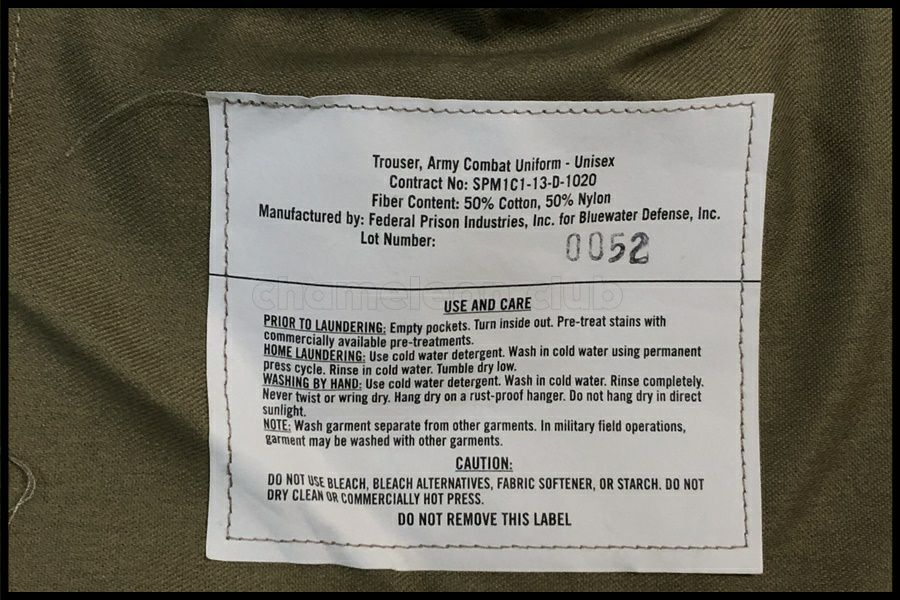 Trouser, Army Combat Uniform - Unisex
Contract No: SPM1C1-13-D-1020
Fiber Content: 50% Cotton, 50% Nylon
Manufactured by: Federal Prison Industries, Inc. for Bluewater Defense, Inc.
Lot Number: 0052
chameleon club
USE AND CARE
PRIOR TO LAUNDERING: Empty pockets. Turn inside out. Pre-treat stains with
commercially available pre-treatments.
HOME LAUNDERING: Use cold water detergent. Wash in cold water using permanent
press cycle. Rinse in cold water. Tumble dry low.
WASHING BY HAND: Use cold water detergent. Wash in cold water. Rinse completely.
Never twist or wring dry. Hang dry on a rust-proof hanger. Do not hang dry in direct
sunlight.
NOTE: Wash garment separate from other garments. In military field operations,
garment may be washed with other garments.
CAUTION:
DO NOT USE BLEACH, BLEACH ALTERNATIVES, FABRIC SOFTENER, OR STARCH. DO NOT
DRY CLEAN OR COMMERCIALLY HOT PRESS.
DO NOT REMOVE THIS LABEL